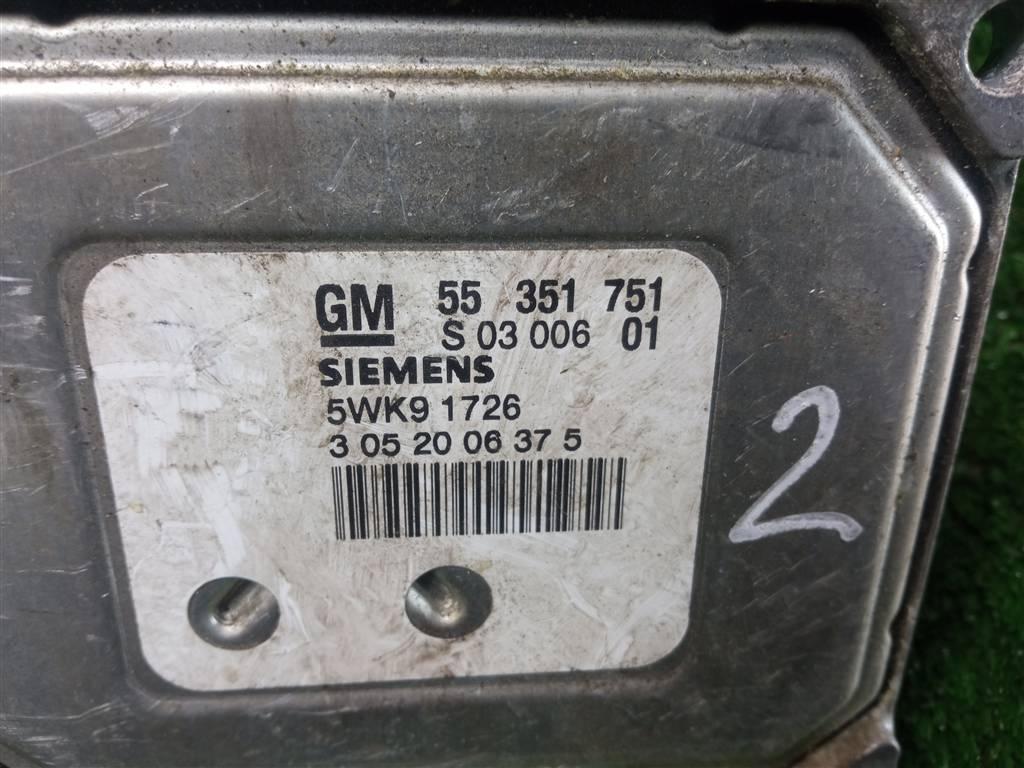 GM 55 351 751
S 03 006 01
SIEMENS
5WK9 1726
3 05 20 06 37 5
2